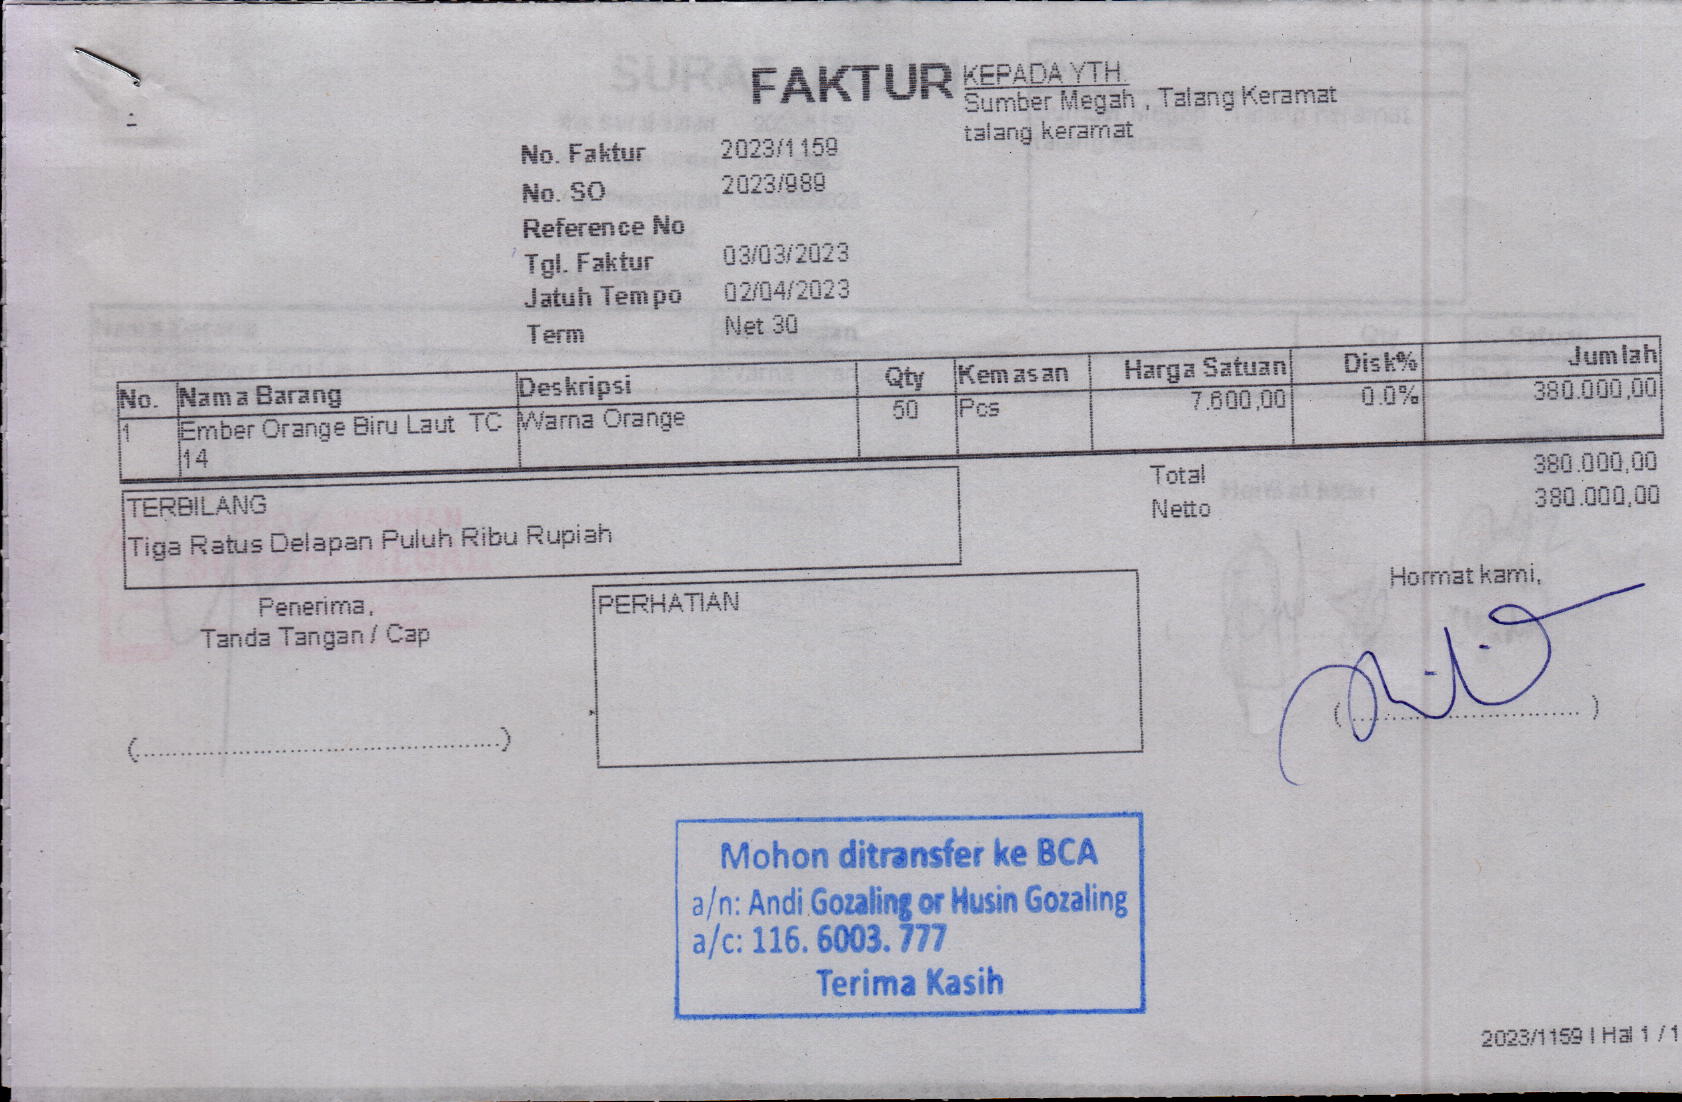 FAKTUR
KEPADA YTH.
Sumber Megah , Talang Keramat
talang keramat
No. Faktur 2023/1159
No. SO 2023/989
Reference No
Tgl. Faktur 03/03/2023
Jatuh Tempo 02/04/2023
Term Net 30
No. Nama Barang Deskripsi Qty Kemasan Harga Satuan Disk% Jumlah
1 Ember Orange Biru Laut TC Warna Orange 50 Pcs 7.600,00 0.0% 380.000,00
14
Total 380.000,00
Netto 380.000,00
TERBILANG
Tiga Ratus Delapan Puluh Ribu Rupiah
Penerima,
Tanda Tangan / Cap
(................................................)
PERHATIAN
Hormat kami,
(................................)
Mohon ditransfer ke BCA
a/n: Andi Gozaling or Husin Gozaling
a/c: 116. 6003. 777
Terima Kasih
2023/1159 | Hal 1 / 1